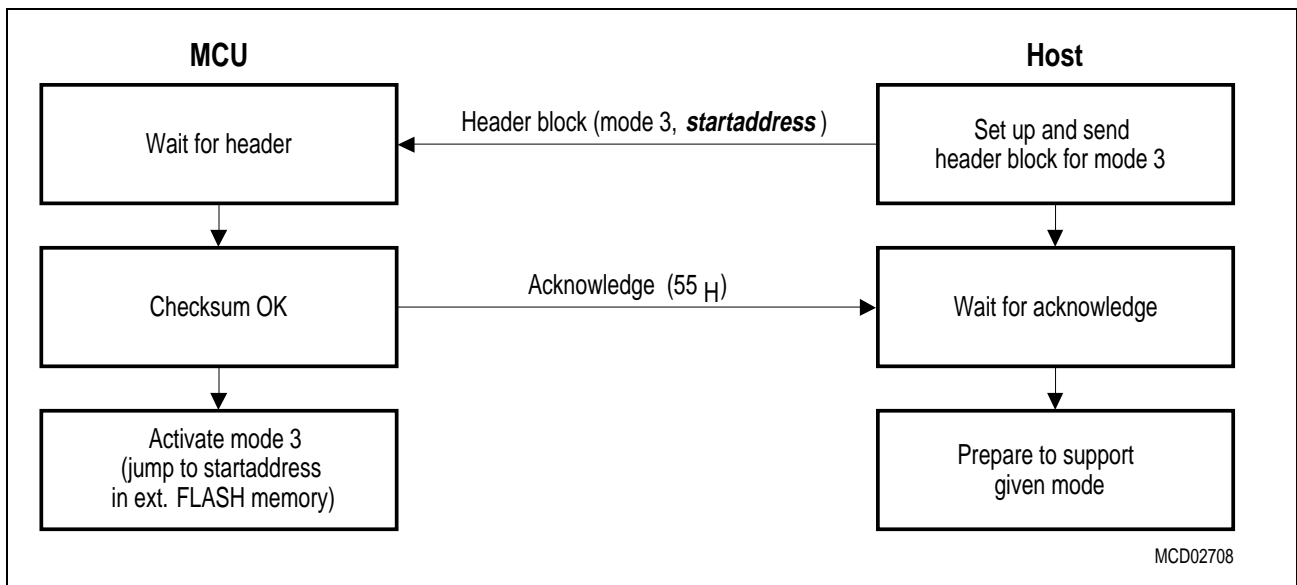 MCU
Host
Wait for header
Header block (mode 3, startaddress )
Set up and send
header block for mode 3
Checksum OK
Acknowledge (55 H)
Wait for acknowledge
Activate mode 3
(jump to startaddress
in ext. FLASH memory)
Prepare to support
given mode
MCD02708